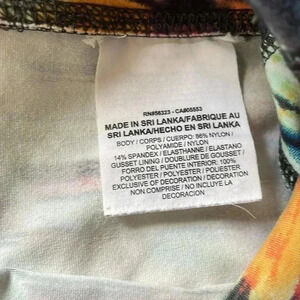 RN#56323 - CA#05553
MADE IN SRI LANKA/FABRIQUE AU
SRI LANKA/HECHO EN SRI LANKA
BODY / CORPS / CUERPO: 86% NYLON /
POLYAMIDE / NYLON
14% SPANDEX / ELASTHANNE / ELASTANO
GUSSET LINING / DOUBLURE DE GOUSSET /
FORRO DEL PUENTE INTERIOR: 100%
POLYESTER / POLYESTER / POLIÉSTER
EXCLUSIVE OF DECORATION / DECORATION
NON COMPRISE / NO INCLUYE LA
DECORACION